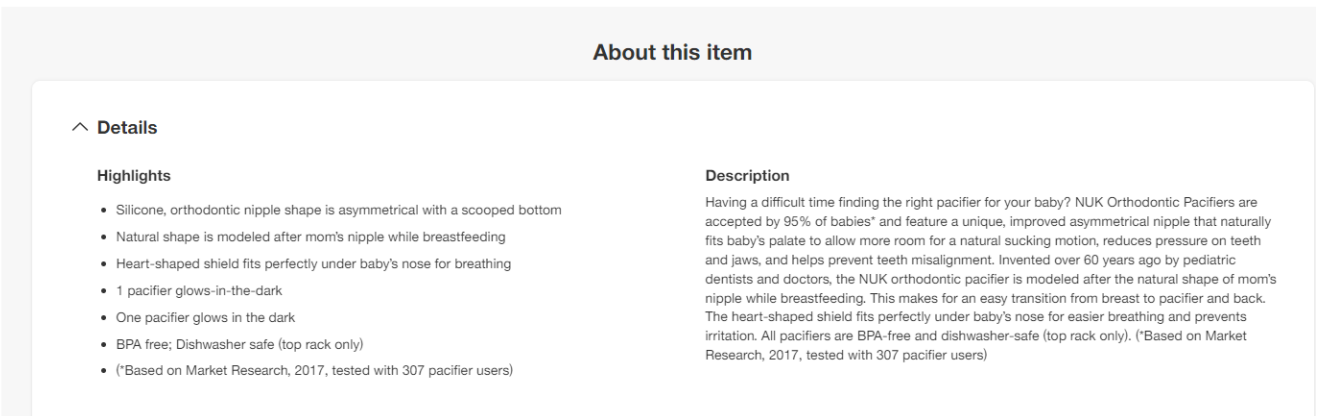 About this item
Details
Highlights
Silicone, orthodontic nipple shape is asymmetrical with a scooped bottom
Natural shape is modeled after mom's nipple while breastfeeding
Heart-shaped shield fits perfectly under baby's nose for breathing
1 pacifier glows-in-the-dark
One pacifier glows in the dark
BPA free; Dishwasher safe (top rack only)
(*Based on Market Research, 2017, tested with 307 pacifier users)
Description
Having a difficult time finding the right pacifier for your baby? NUK Orthodontic Pacifiers are
accepted by 95% of babies* and feature a unique, improved asymmetrical nipple that naturally
fits baby's palate to allow more room for a natural sucking motion, reduces pressure on teeth
and jaws, and helps prevent teeth misalignment. Invented over 60 years ago by pediatric
dentists and doctors, the NUK orthodontic pacifier is modeled after the natural shape of mom's
nipple while breastfeeding. This makes for an easy transition from breast to pacifier and back.
The heart-shaped shield fits perfectly under baby's nose for easier breathing and prevents
irritation. All pacifiers are BPA-free and dishwasher-safe (top rack only). (*Based on Market
Research, 2017, tested with 307 pacifier users)